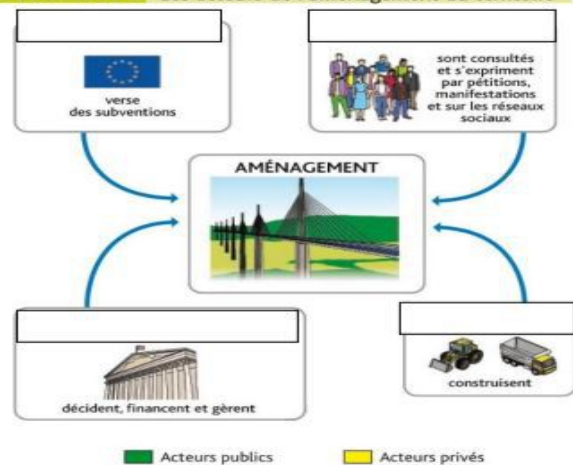 verse
des subventions
sont consultés
et s'expriment
par pétitions,
manifestations
et sur les réseaux
sociaux
AMÉNAGEMENT
décident, financent et gèrent
construisent
Acteurs publics
Acteurs privés